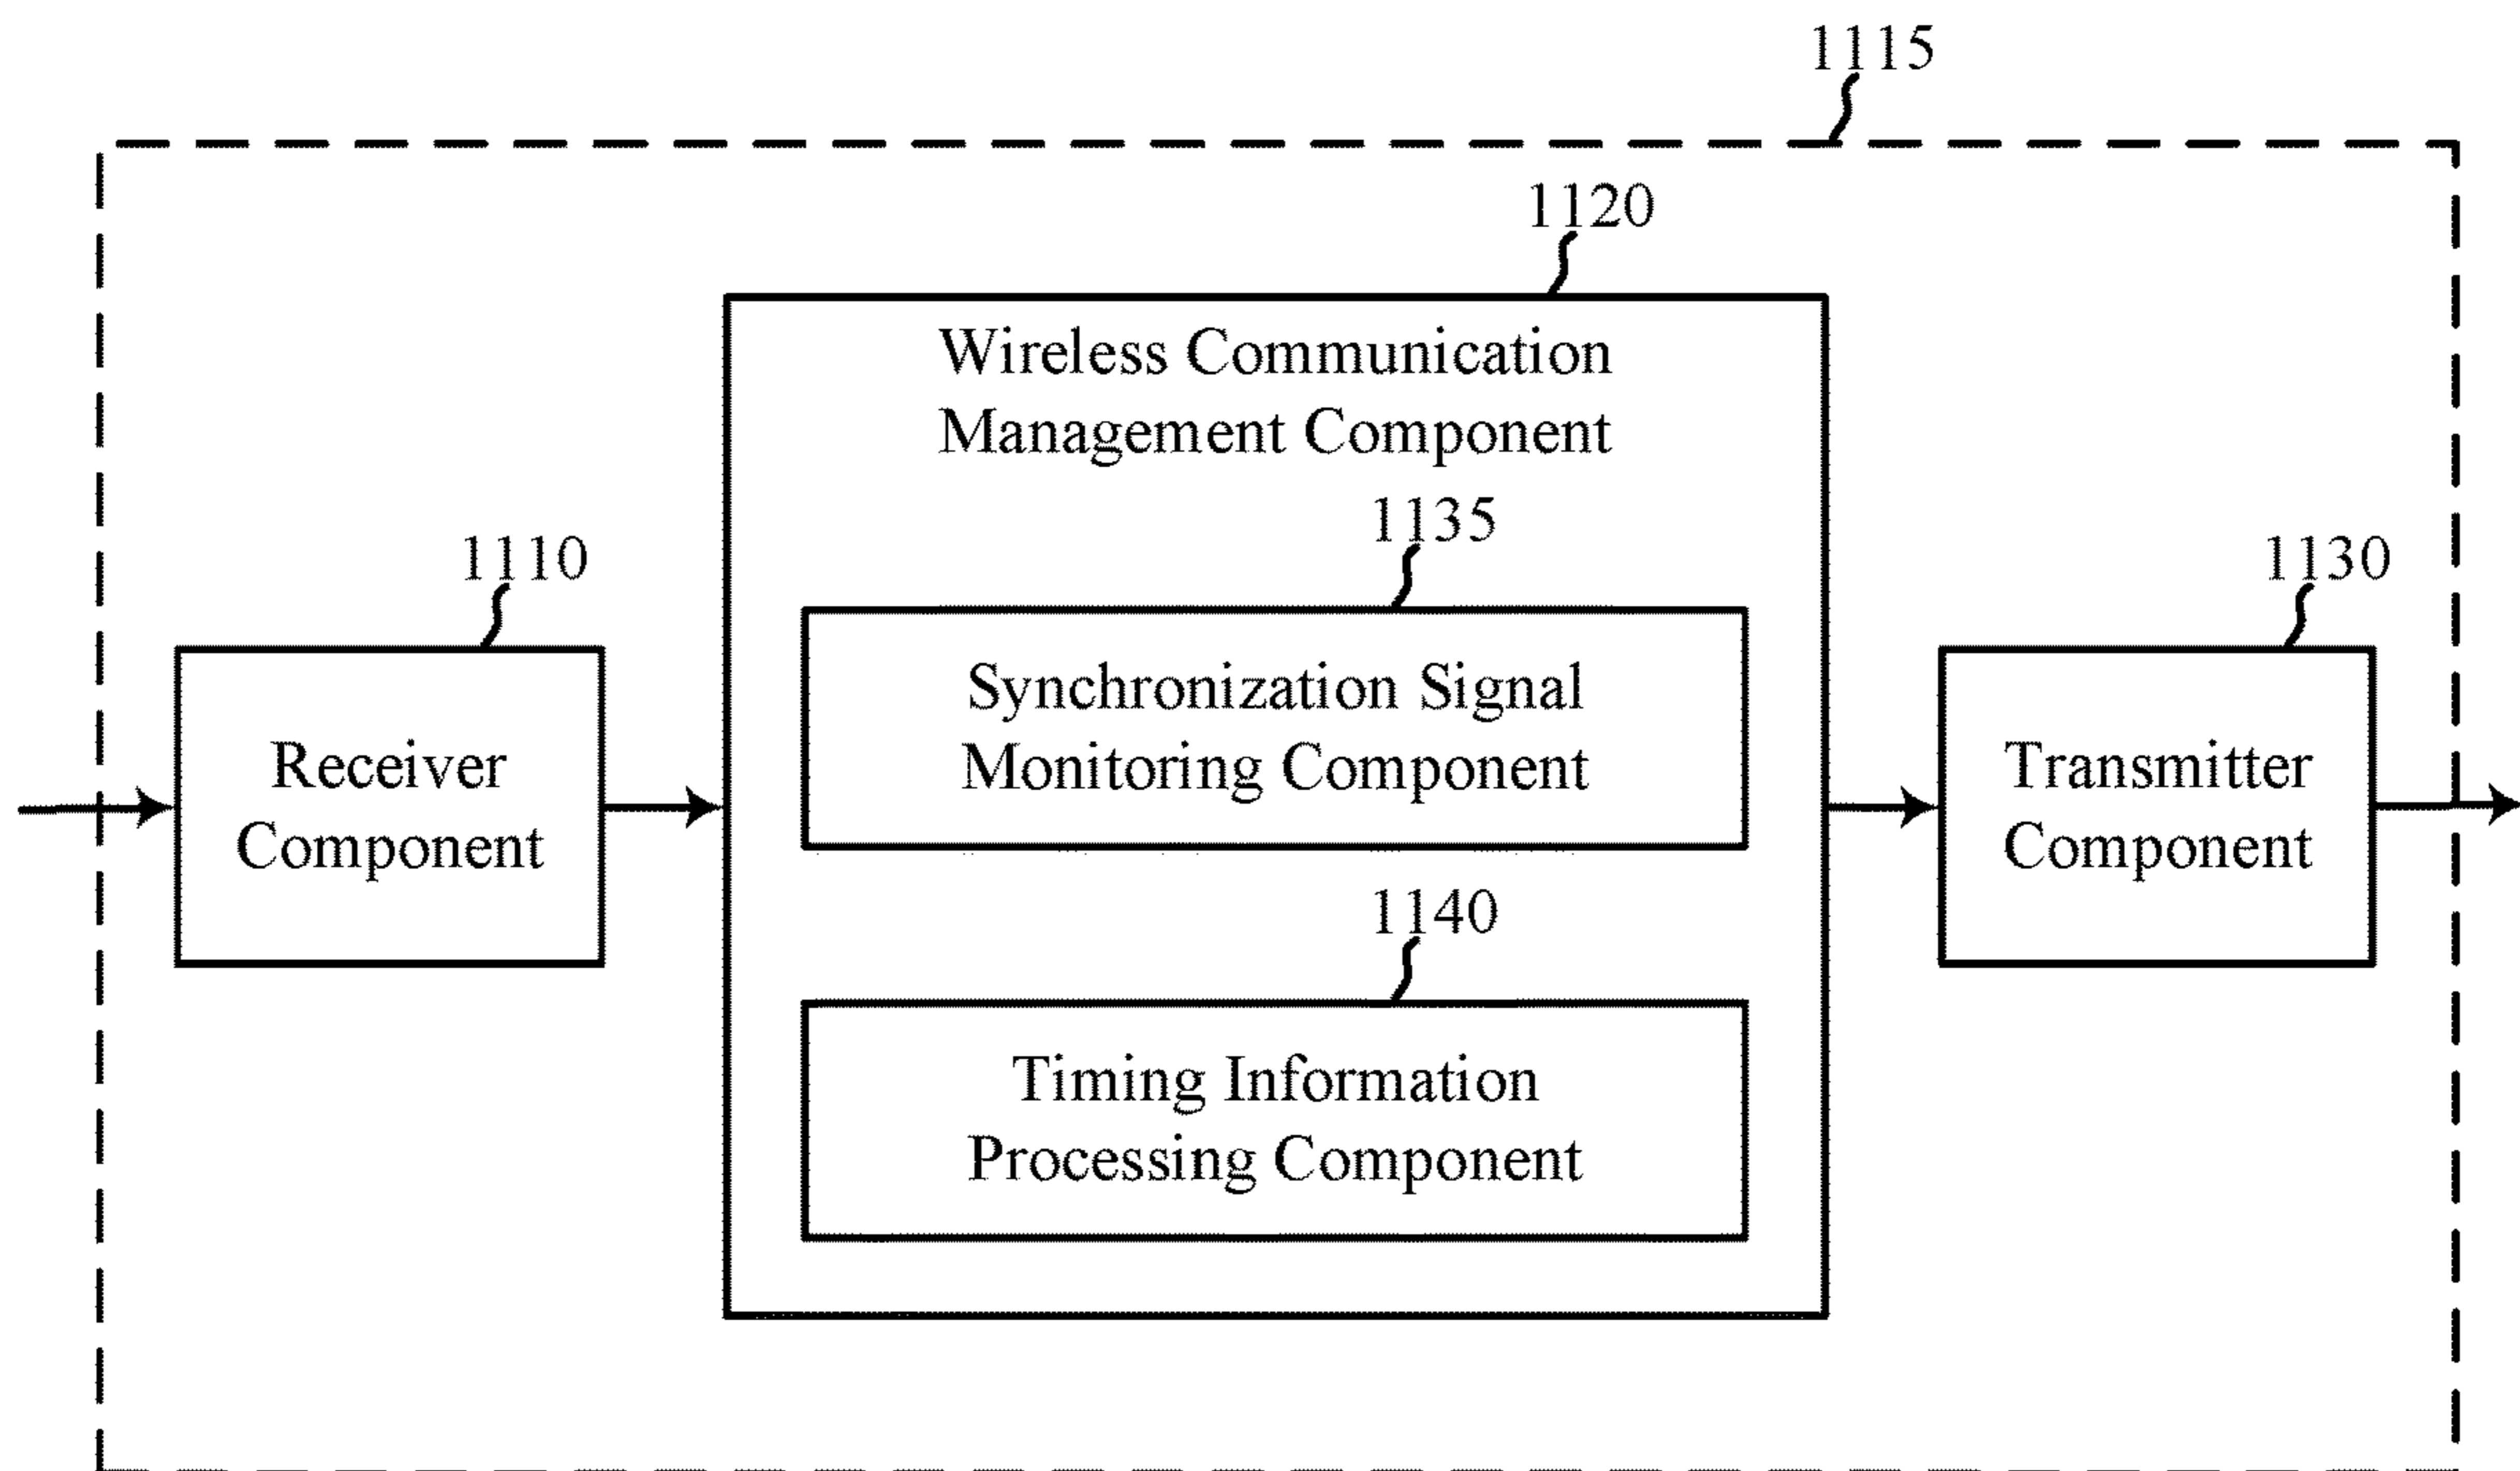 1115
1120
Wireless Communication
Management Component
1135
1110
1130
Synchronization Signal
Monitoring Component
Receiver
Component
Transmitter
Component
1140
Timing Information
Processing Component